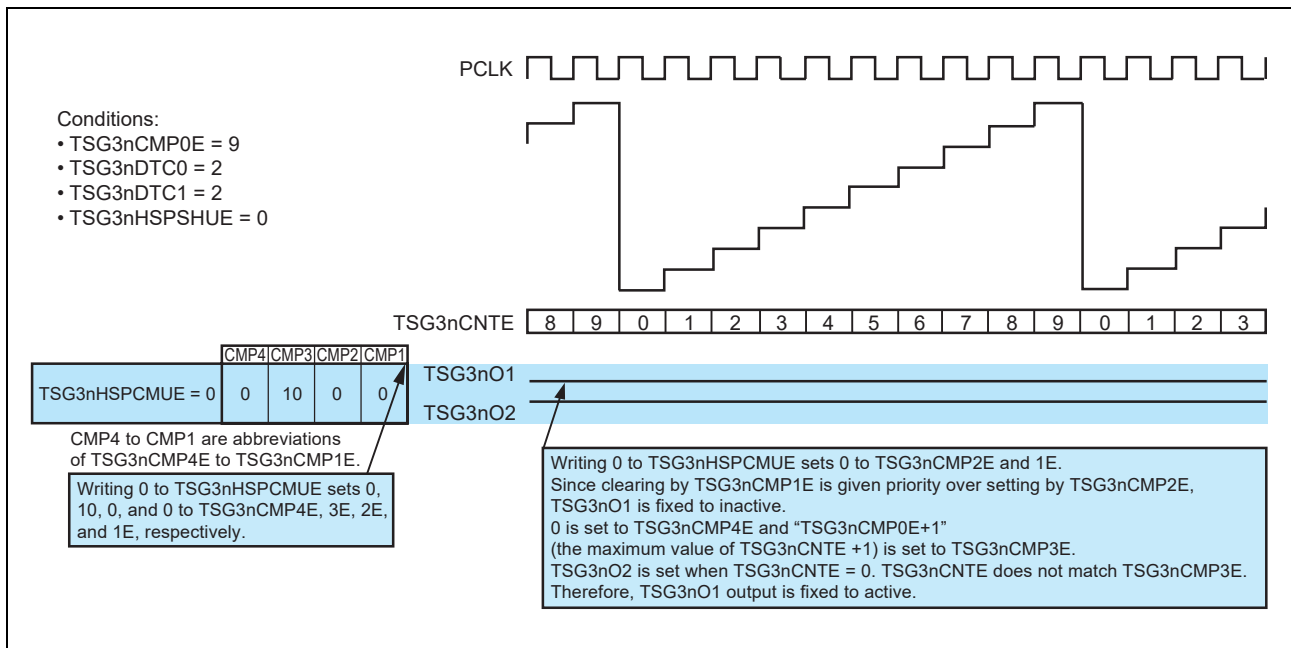 PCLK
Conditions:
• TSG3nCMP0E = 9
• TSG3nDTC0 = 2
• TSG3nDTC1 = 2
• TSG3nHSPSHUE = 0
TSG3nCNTE 8 9 0 1 2 3 4 5 6 7 8 9 0 1 2 3
CMP4 CMP3 CMP2 CMP1
TSG3nHSPCMUE = 0 0 10 0 0
TSG3nO1
TSG3nO2
CMP4 to CMP1 are abbreviations
of TSG3nCMP4E to TSG3nCMP1E.
Writing 0 to TSG3nHSPCMUE sets 0,
10, 0, and 0 to TSG3nCMP4E, 3E, 2E,
and 1E, respectively.
Writing 0 to TSG3nHSPCMUE sets 0 to TSG3nCMP2E and 1E.
Since clearing by TSG3nCMP1E is given priority over setting by TSG3nCMP2E,
TSG3nO1 is fixed to inactive.
0 is set to TSG3nCMP4E and “TSG3nCMP0E+1”
(the maximum value of TSG3nCNTE +1) is set to TSG3nCMP3E.
TSG3nO2 is set when TSG3nCNTE = 0. TSG3nCNTE does not match TSG3nCMP3E.
Therefore, TSG3nO1 output is fixed to active.